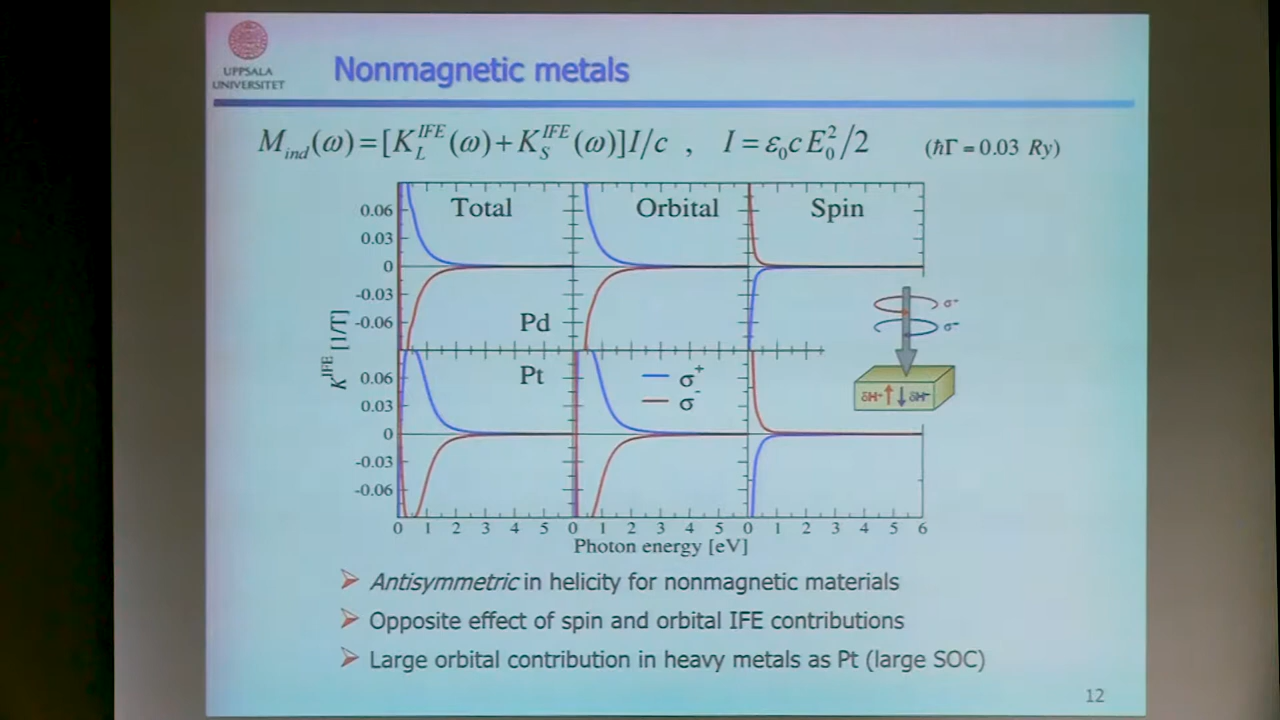 UPPSALA
UNIVERSITET
Nonmagnetic metals
M_ind(ω)=[K_L^IFE(ω)+K_S^IFE(ω)]I/c , I=ε₀cE₀²/2 (ħΓ=0.03 Ry)
Total Orbital Spin
0.06
0.03
0
-0.03
-0.06
Pd
K^IFE [1/T]
Pt
0.06
0.03
0
-0.03
-0.06
σ⁺
σ⁻
σ⁻
σ⁻
δH⁺ δH⁻
0 1 2 3 4 5 0 1 2 3 4 5 0 1 2 3 4 5 6
Photon energy [eV]
Antisymmetric in helicity for nonmagnetic materials
Opposite effect of spin and orbital IFE contributions
Large orbital contribution in heavy metals as Pt (large SOC)
12